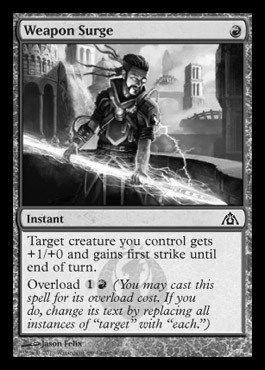 Weapon Surge
Instant
Target creature you control gets
+1/+0 and gains first strike until
end of turn.
Overload 1 (You may cast this
spell for its overload cost. If you
do, change its text by replacing all
instances of “target” with “each.”)
Jason Felix